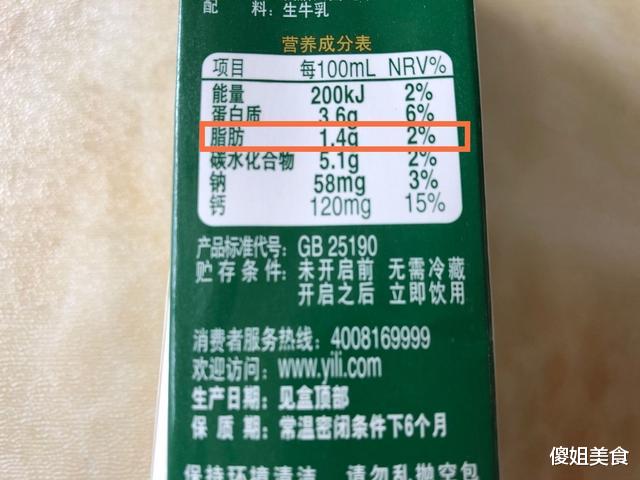 配 料：生牛乳
营养成分表
项目 每100mL NRV%
能量 200kJ 2%
蛋白质 3.6g 6%
脂肪 1.4g 2%
碳水化合物 5.1g 2%
钠 58mg 3%
钙 120mg 15%
产品标准代号：GB 25190
贮存条件：未开启前 无需冷藏
开启之后 立即饮用
消费者服务热线：4008169999
欢迎访问：www.yili.com
生产日期：见盒顶部
保质期：常温密闭条件下6个月
保持环境清洁 请勿乱抛空包
傻姐美食